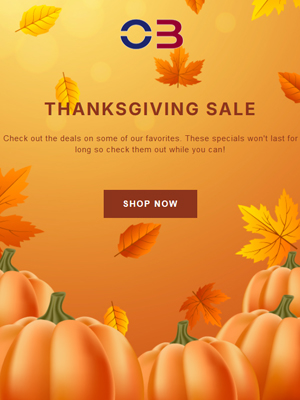 OB
THANKSGIVING SALE
Check out the deals on some of our favorites. These specials won't last for
long so check them out while you can!
SHOP NOW